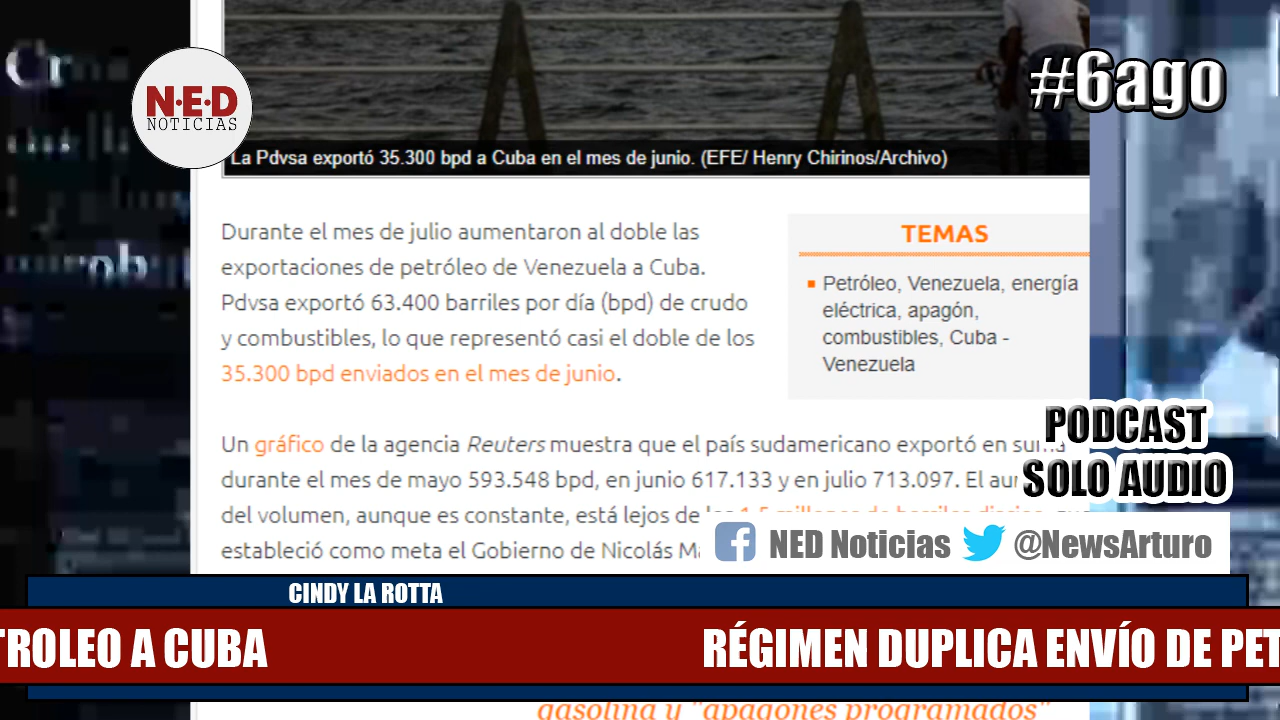 N·E·D
NOTICIAS
#6ago
La Pdvsa exportó 35.300 bpd a Cuba en el mes de junio. (EFE/ Henry Chirinos/Archivo)
Durante el mes de julio aumentaron al doble las
exportaciones de petróleo de Venezuela a Cuba.
Pdvsa exportó 63.400 barriles por día (bpd) de crudo
y combustibles, lo que representó casi el doble de los
35.300 bpd enviados en el mes de junio.
TEMAS
Petróleo, Venezuela, energía
eléctrica, apagón,
combustibles, Cuba -
Venezuela
Un gráfico de la agencia Reuters muestra que el país sudamericano exportó en
durante el mes de mayo 593.548 bpd, en junio 617.133 y en julio 713.097. El
del volumen, aunque es constante, está lejos de
estableció como meta el Gobierno de Nicolás
PODCAST
SOLO AUDIO
NED Noticias @NewsArturo
CINDY LA ROTTA
TROLEO A CUBA RÉGIMEN DUPLICA ENVÍO DE PET
gasolina y "apagones programados"